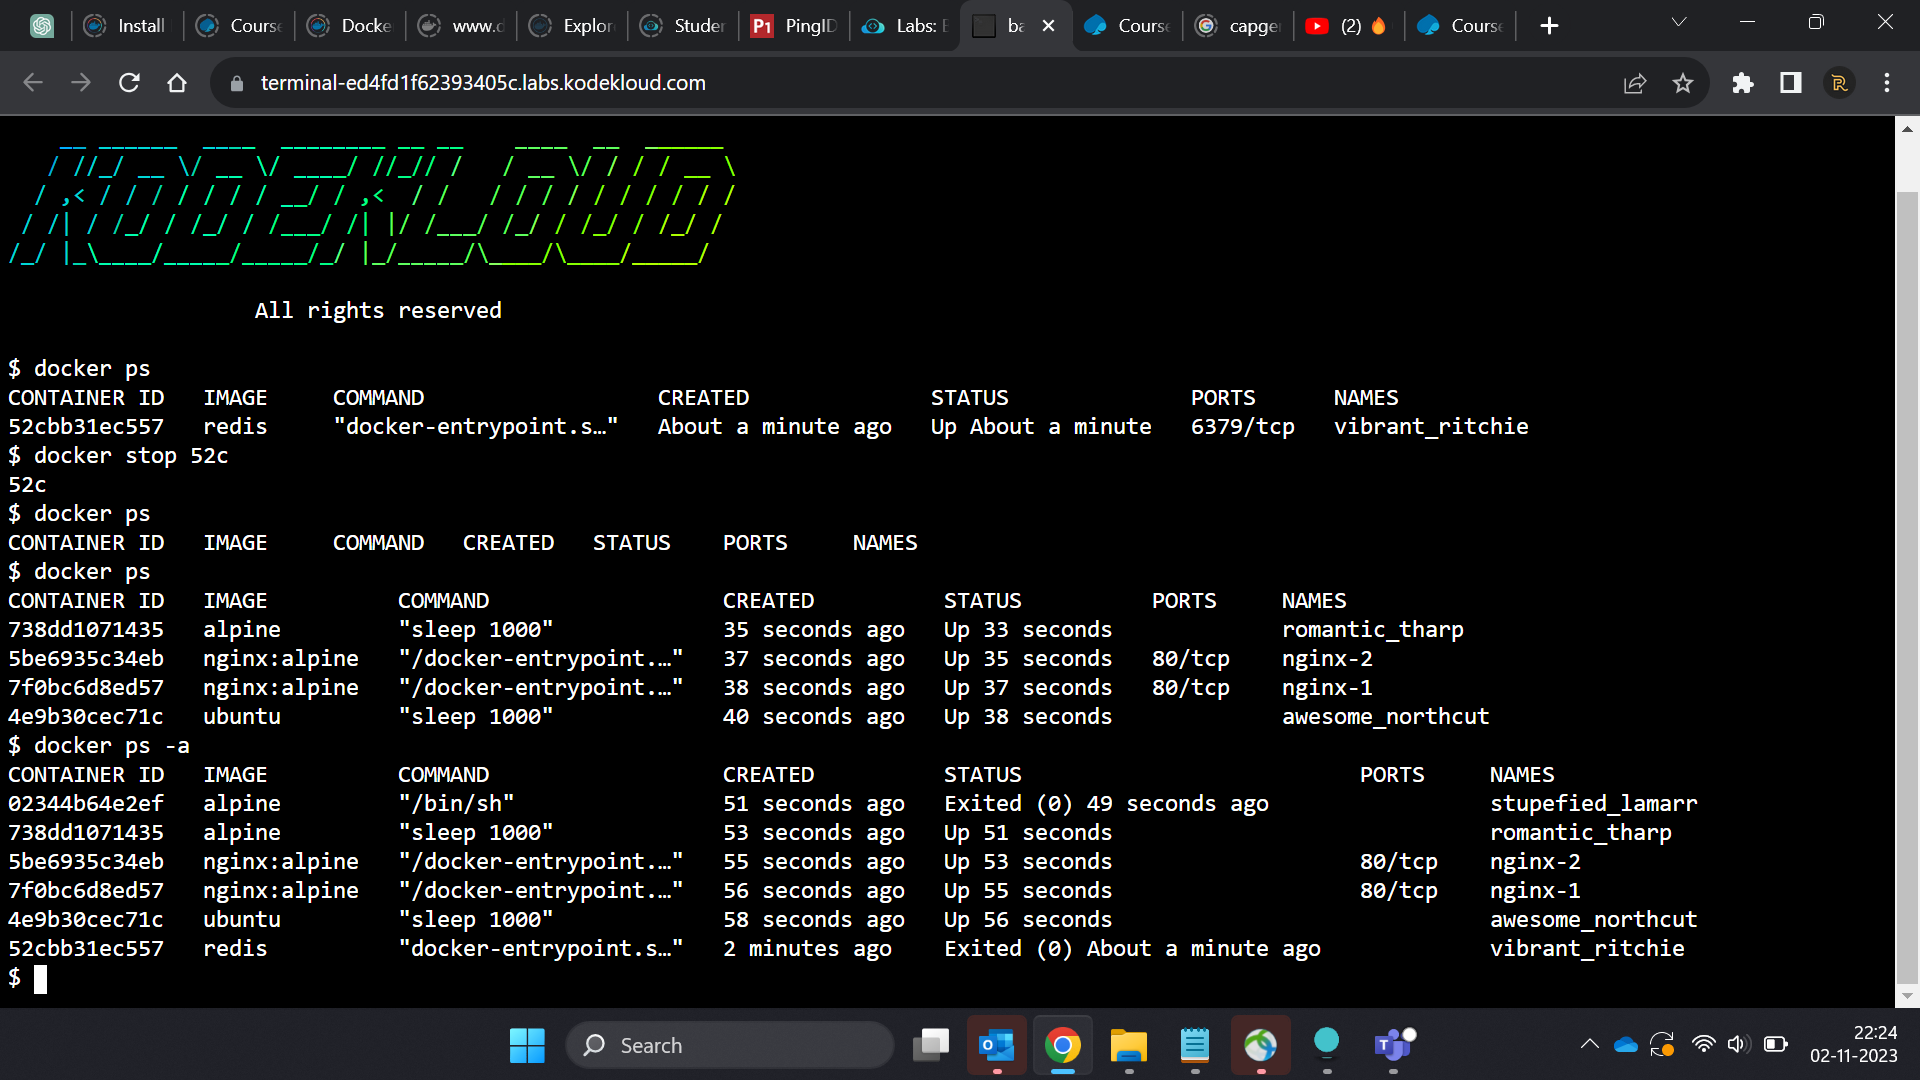 Install
Course
Docke
www.d
Explor
Studer
P1 PingID
Labs: E
ba
Course
capge
(2)
Course
terminal-ed4fd1f62393405c.labs.kodekloud.com
KODEKLOUD
All rights reserved
$ docker ps
CONTAINER ID IMAGE COMMAND CREATED STATUS PORTS NAMES
52cbb31ec557 redis "docker-entrypoint.s…" About a minute ago Up About a minute 6379/tcp vibrant_ritchie
$ docker stop 52c
52c
$ docker ps
CONTAINER ID IMAGE COMMAND CREATED STATUS PORTS NAMES
$ docker ps
CONTAINER ID IMAGE COMMAND CREATED STATUS PORTS NAMES
738dd1071435 alpine "sleep 1000" 35 seconds ago Up 33 seconds romantic_tharp
5be6935c34eb nginx:alpine "/docker-entrypoint.…" 37 seconds ago Up 35 seconds 80/tcp nginx-2
7f0bc6d8ed57 nginx:alpine "/docker-entrypoint.…" 38 seconds ago Up 37 seconds 80/tcp nginx-1
4e9b30cec71c ubuntu "sleep 1000" 40 seconds ago Up 38 seconds awesome_northcut
$ docker ps -a
CONTAINER ID IMAGE COMMAND CREATED STATUS PORTS NAMES
02344b64e2ef alpine "/bin/sh" 51 seconds ago Exited (0) 49 seconds ago stupefied_lamarr
738dd1071435 alpine "sleep 1000" 53 seconds ago Up 51 seconds romantic_tharp
5be6935c34eb nginx:alpine "/docker-entrypoint.…" 55 seconds ago Up 53 seconds 80/tcp nginx-2
7f0bc6d8ed57 nginx:alpine "/docker-entrypoint.…" 56 seconds ago Up 55 seconds 80/tcp nginx-1
4e9b30cec71c ubuntu "sleep 1000" 58 seconds ago Up 56 seconds awesome_northcut
52cbb31ec557 redis "docker-entrypoint.s…" 2 minutes ago Exited (0) About a minute ago vibrant_ritchie
$
Search
22:24
02-11-2023